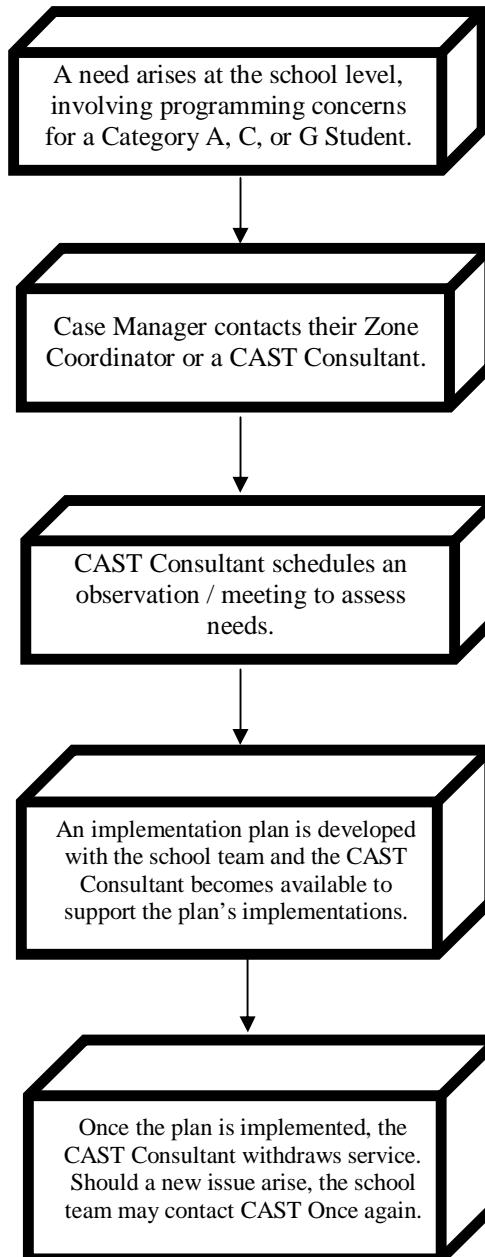 A need arises at the school level,
involving programming concerns
for a Category A, C, or G Student.
Case Manager contacts their Zone
Coordinator or a CAST Consultant.
CAST Consultant schedules an
observation / meeting to assess
needs.
An implementation plan is developed
with the school team and the CAST
Consultant becomes available to
support the plan’s implementations.
Once the plan is implemented, the
CAST Consultant withdraws service.
Should a new issue arise, the school
team may contact CAST Once again.